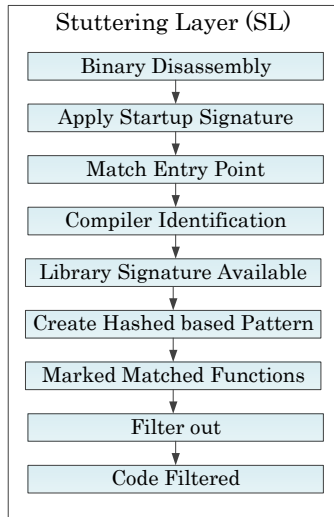 Stuttering Layer (SL)
Binary Disassembly
Apply Startup Signature
Match Entry Point
Compiler Identification
Library Signature Available
Create Hashed based Pattern
Marked Matched Functions
Filter out
Code Filtered